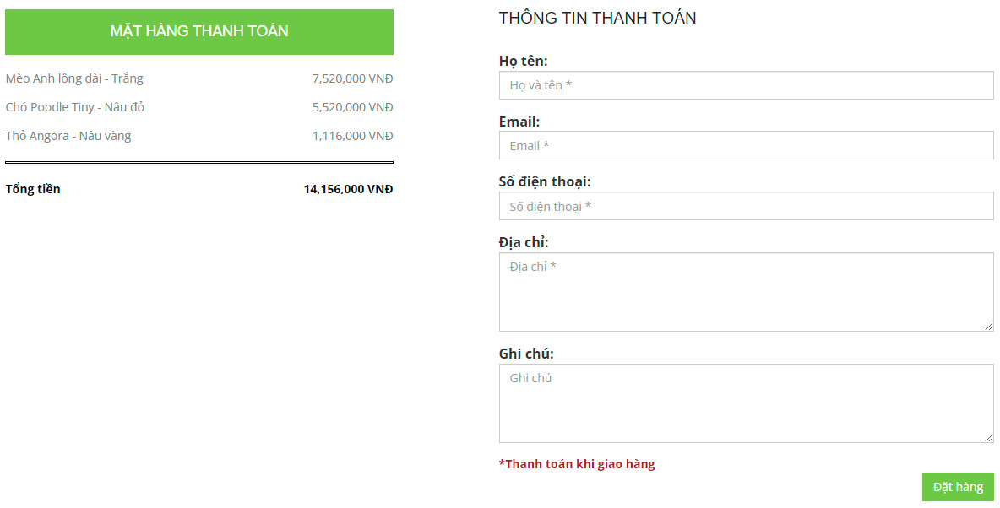 MẶT HÀNG THANH TOÁN
Mèo Anh lông dài - Trắng 7,520,000 VNĐ
Chó Poodle Tiny - Nâu đỏ 5,520,000 VNĐ
Thỏ Angora - Nâu vàng 1,116,000 VNĐ
Tổng tiền 14,156,000 VNĐ
THÔNG TIN THANH TOÁN
Họ tên:
Họ và tên *
Email:
Email *
Số điện thoại:
Số điện thoại *
Địa chỉ:
Địa chỉ *
Ghi chú:
Ghi chú
*Thanh toán khi giao hàng
Đặt hàng